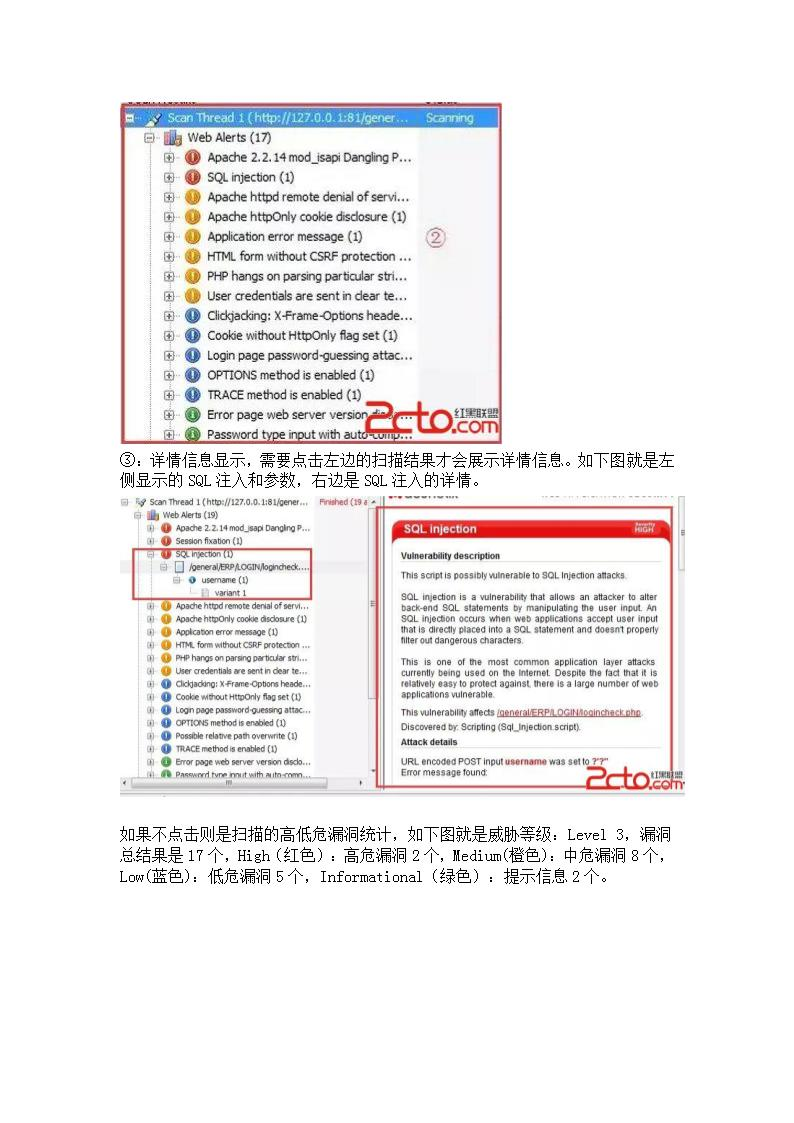 Scan Thread 1 ( http://127.0.0.1:81/gener... Scanning
Web Alerts (17)
Apache 2.2.14 mod_isapi Dangling P...
SQL injection (1)
Apache httpd remote denial of servi...
Apache httpOnly cookie disclosure (1)
Application error message (1)
②
HTML form without CSRF protection ...
PHP hangs on parsing particular stri...
User credentials are sent in clear te...
Clickjacking: X-Frame-Options heade...
Cookie without HttpOnly flag set (1)
Login page password-guessing attac...
OPTIONS method is enabled (1)
TRACE method is enabled (1)
Error page web server version
Password type input with auto-comp...
2cto.com 红黑联盟
③：详情信息显示，需要点击左边的扫描结果才会展示详情信息。如下图就是左
侧显示的 SQL 注入和参数，右边是 SQL 注入的详情。
Scan Thread 1 ( http://127.0.0.1:81/gener... Finished (19 a
Web Alerts (19)
Apache 2.2.14 mod_isapi Dangling P...
Session fixation (1)
SQL injection (1)
/general/ERP/LOGIN/logincheck....
username (1)
variant 1
Apache httpd remote denial of servi...
Apache httpOnly cookie disclosure (1)
Application error message (1)
HTML form without CSRF protection ...
PHP hangs on parsing particular stri...
User credentials are sent in clear te...
Clickjacking: X-Frame-Options heade...
Cookie without HttpOnly flag set (1)
Login page password-guessing attac...
OPTIONS method is enabled (1)
Possible relative path overwrite (1)
TRACE method is enabled (1)
Error page web server version disclo...
Password type input with auto-comp...
SQL injection
Severity
HIGH
Vulnerability description
This script is possibly vulnerable to SQL Injection attacks.
SQL injection is a vulnerability that allows an attacker to alter
back-end SQL statements by manipulating the user input. An
SQL injection occurs when web applications accept user input
that is directly placed into a SQL statement and doesn't properly
filter out dangerous characters.
This is one of the most common application layer attacks
currently being used on the Internet. Despite the fact that it is
relatively easy to protect against, there is a large number of web
applications vulnerable.
This vulnerability affects /general/ERP/LOGIN/logincheck.php.
Discovered by: Scripting (Sql_Injection.script).
Attack details
URL encoded POST input username was set to ?'?"
Error message found:
2cto.com 红黑联盟
如果不点击则是扫描的高低危漏洞统计，如下图就是威胁等级：Level 3，漏洞
总结果是 17 个，High（红色）：高危漏洞 2 个，Medium(橙色)：中危漏洞 8 个，
Low(蓝色)：低危漏洞 5 个，Informational（绿色）：提示信息 2 个。